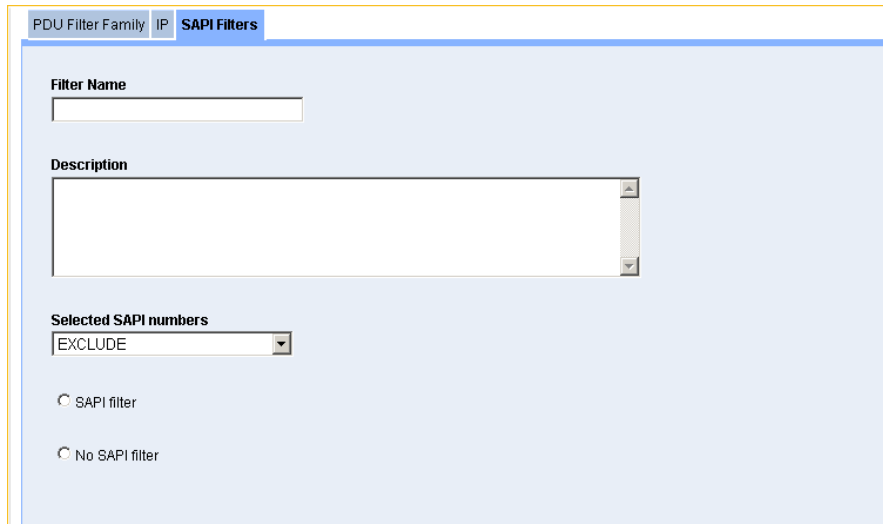 PDU Filter Family IP SAPI Filters
Filter Name
Description
Selected SAPI numbers
EXCLUDE
SAPI filter
No SAPI filter